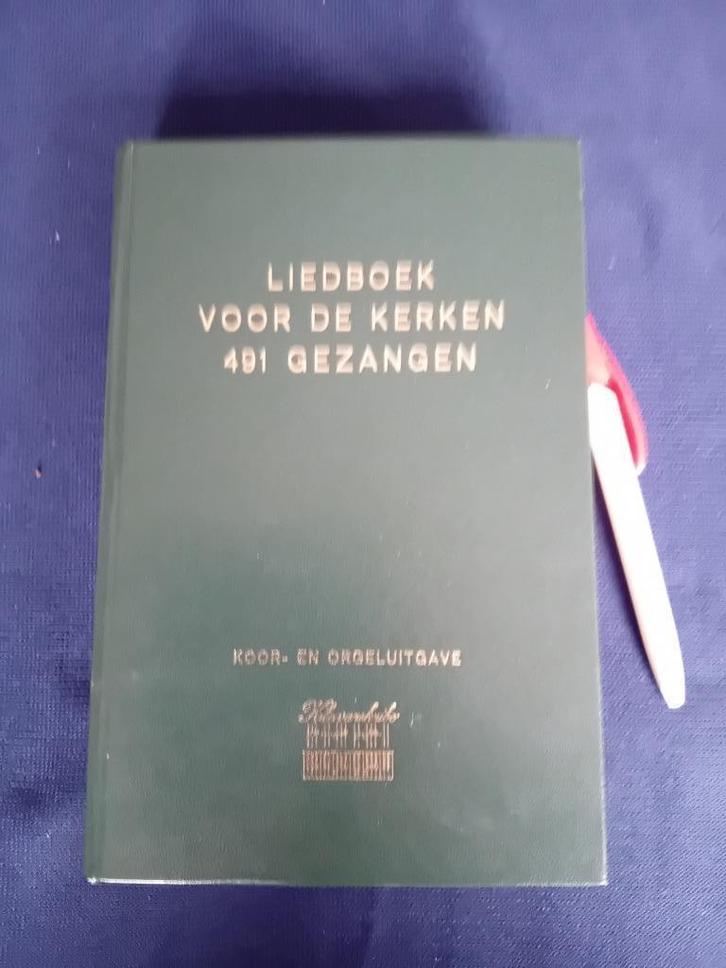 LIEDBOEK
VOOR DE KERKEN
491 GEZANGEN
KOOR- EN ORGELUITGAVE